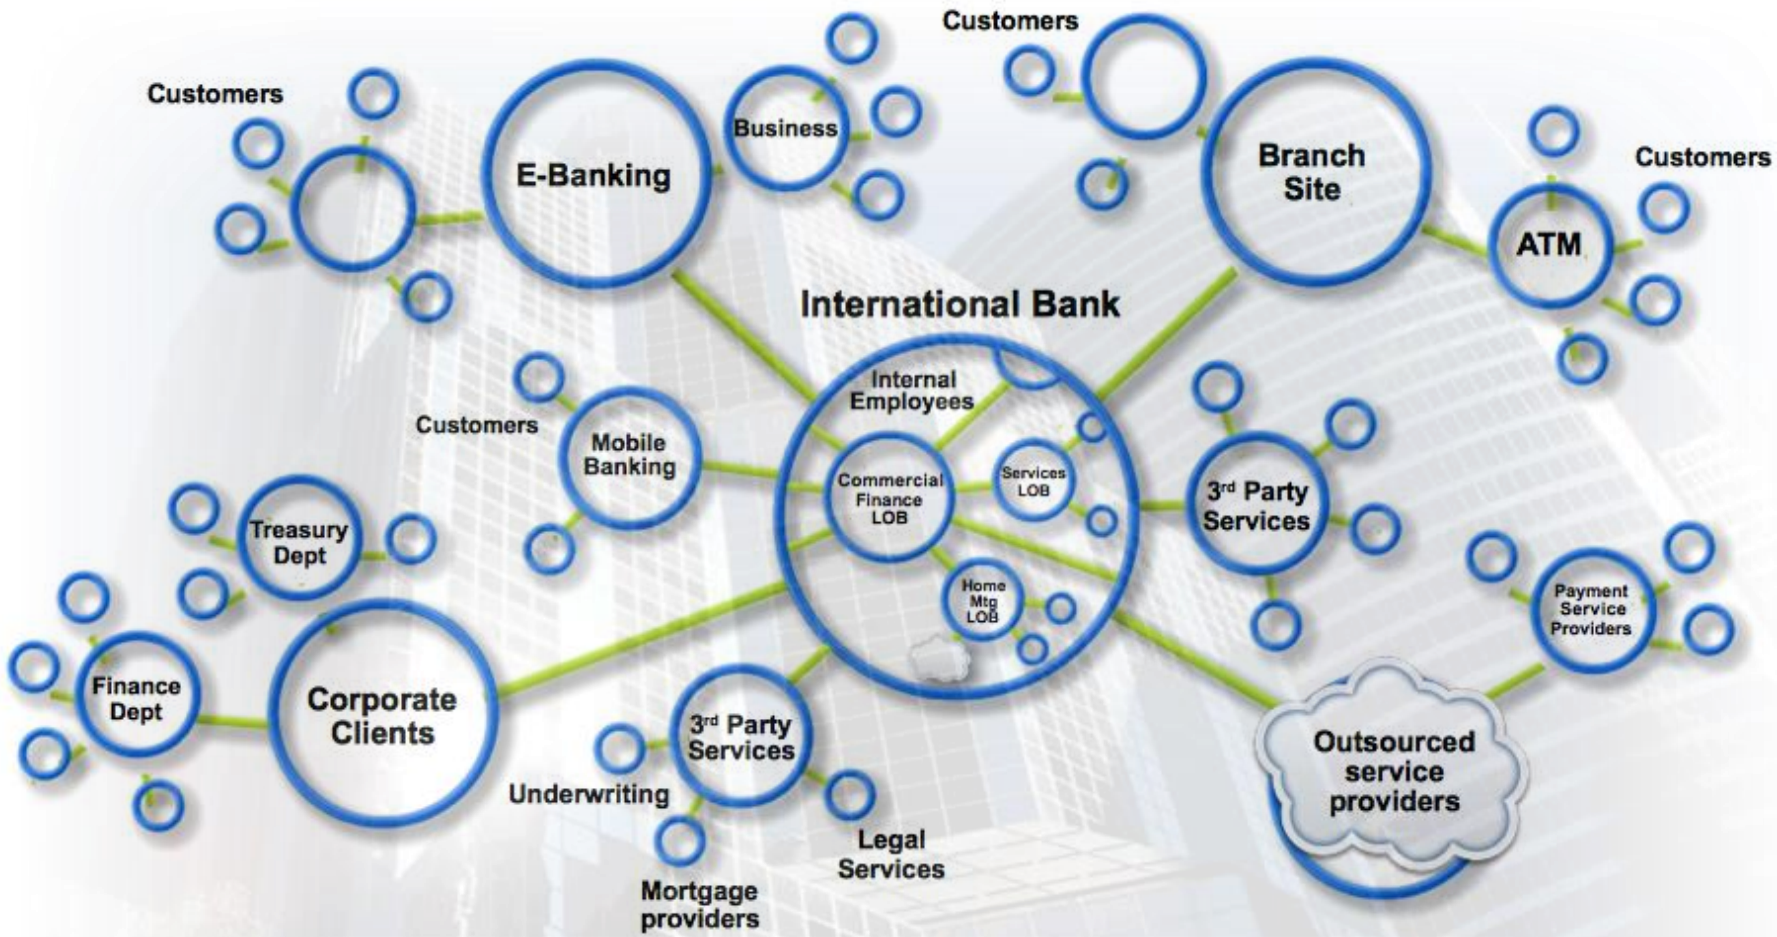 Customers
Customers
Business
E-Banking
Branch
Site
Customers
ATM
International Bank
Internal
Employees
Customers
Mobile
Banking
Commercial
Finance
LOB
Services
LOB
3rd Party
Services
Treasury
Dept
Home
Mtg
LOB
Payment
Service
Providers
Finance
Dept
Corporate
Clients
3rd Party
Services
Outsourced
service
providers
Underwriting
Legal
Services
Mortgage
providers